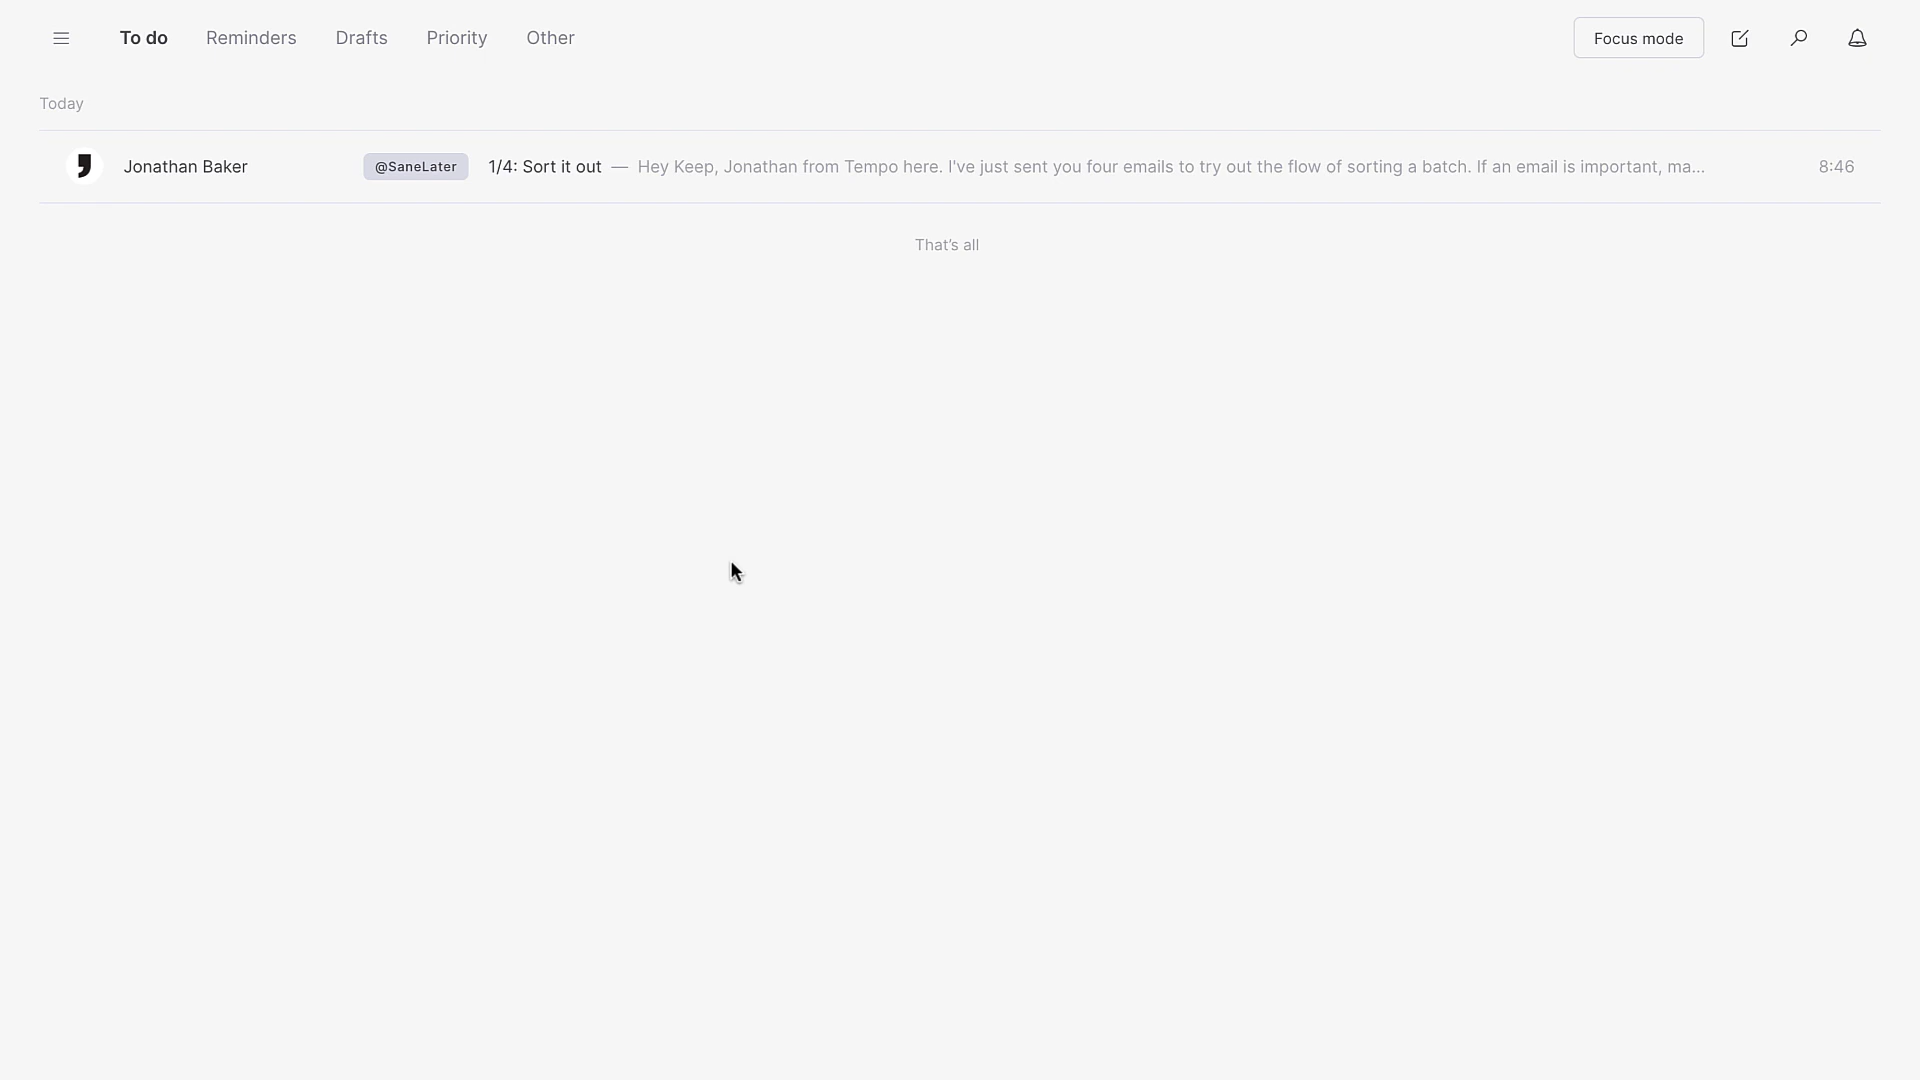 To do Reminders Drafts Priority Other Focus mode
Today
Jonathan Baker @SaneLater 1/4: Sort it out — Hey Keep, Jonathan from Tempo here. I've just sent you four emails to try out the flow of sorting a batch. If an email is important, ma... 8:46
That's all